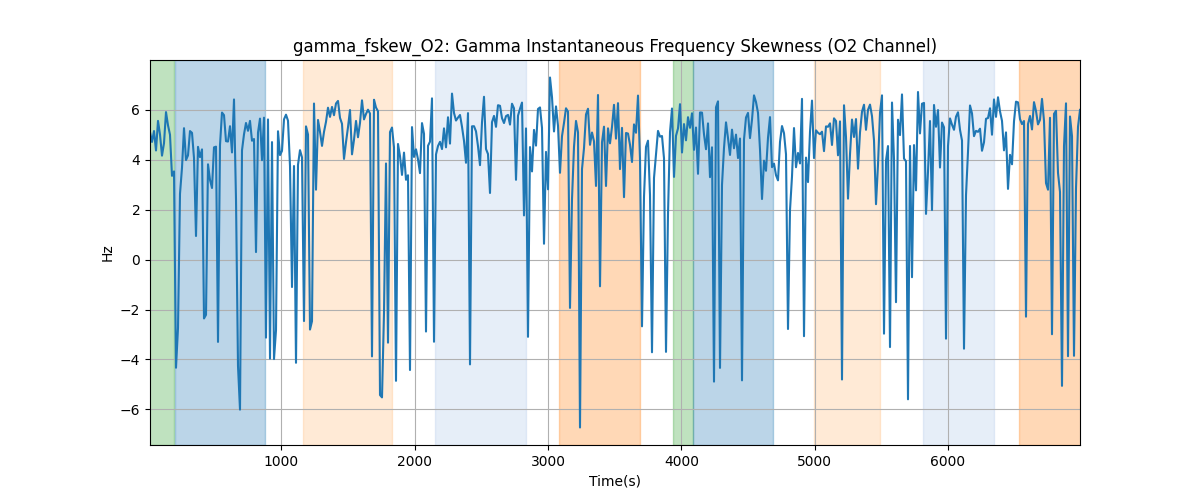 gamma_fskew_O2: Gamma Instantaneous Frequency Skewness (O2 Channel)
6
4
2
0
−2
−4
−6
Hz
1000 2000 3000 4000 5000 6000
Time(s)